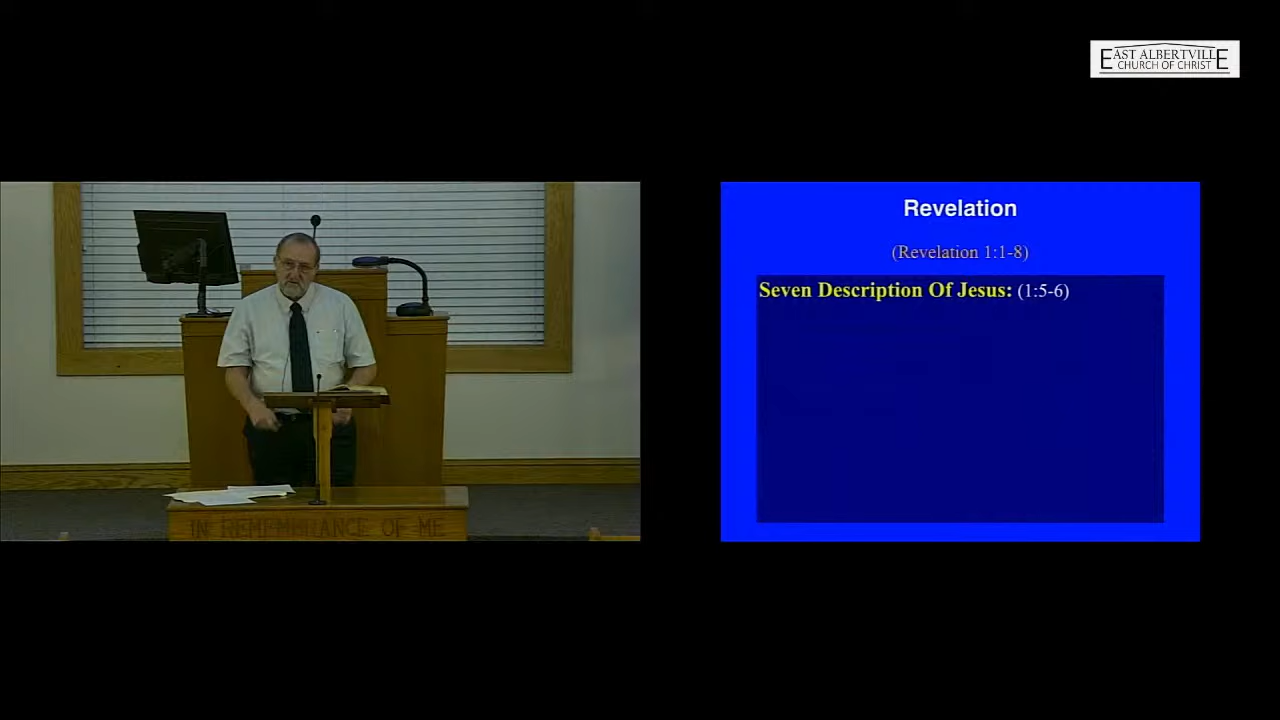 EAST ALBERTVILLE
CHURCH OF CHRIST
Revelation
(Revelation 1:1-8)
Seven Description Of Jesus: (1:5-6)
IN REMEMBRANCE OF ME